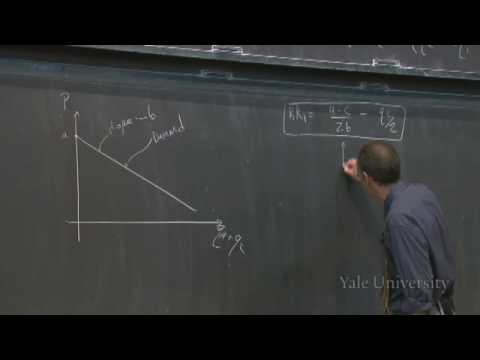 P
a
slope -b
Demand
q₁+q₂
BR₁ = a-c/2b - q₂/2
Yale University